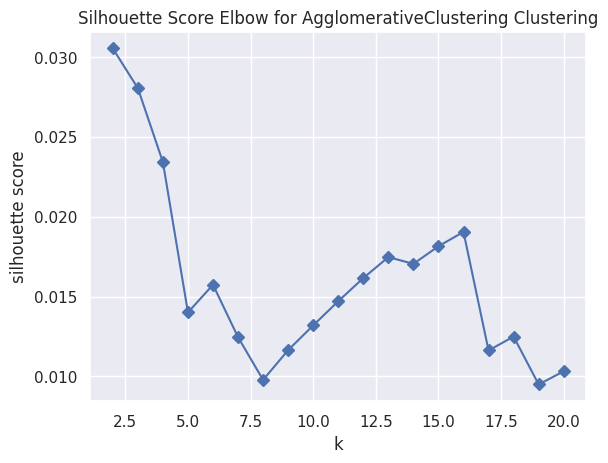 Silhouette Score Elbow for AgglomerativeClustering Clustering
0.030
0.025
0.020
0.015
0.010
silhouette score
2.5 5.0 7.5 10.0 12.5 15.0 17.5 20.0
k